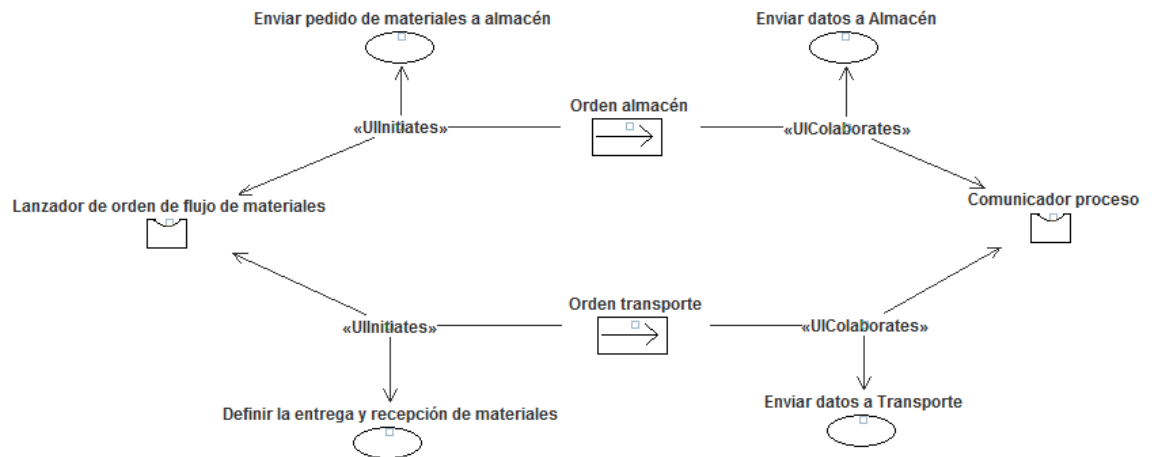 Enviar pedido de materiales a almacén
Enviar datos a Almacén
Orden almacén
«UIInitiates»
«UIColaborates»
Lanzador de orden de flujo de materiales
Comunicador proceso
Orden transporte
«UIInitiates»
«UIColaborates»
Definir la entrega y recepción de materiales
Enviar datos a Transporte